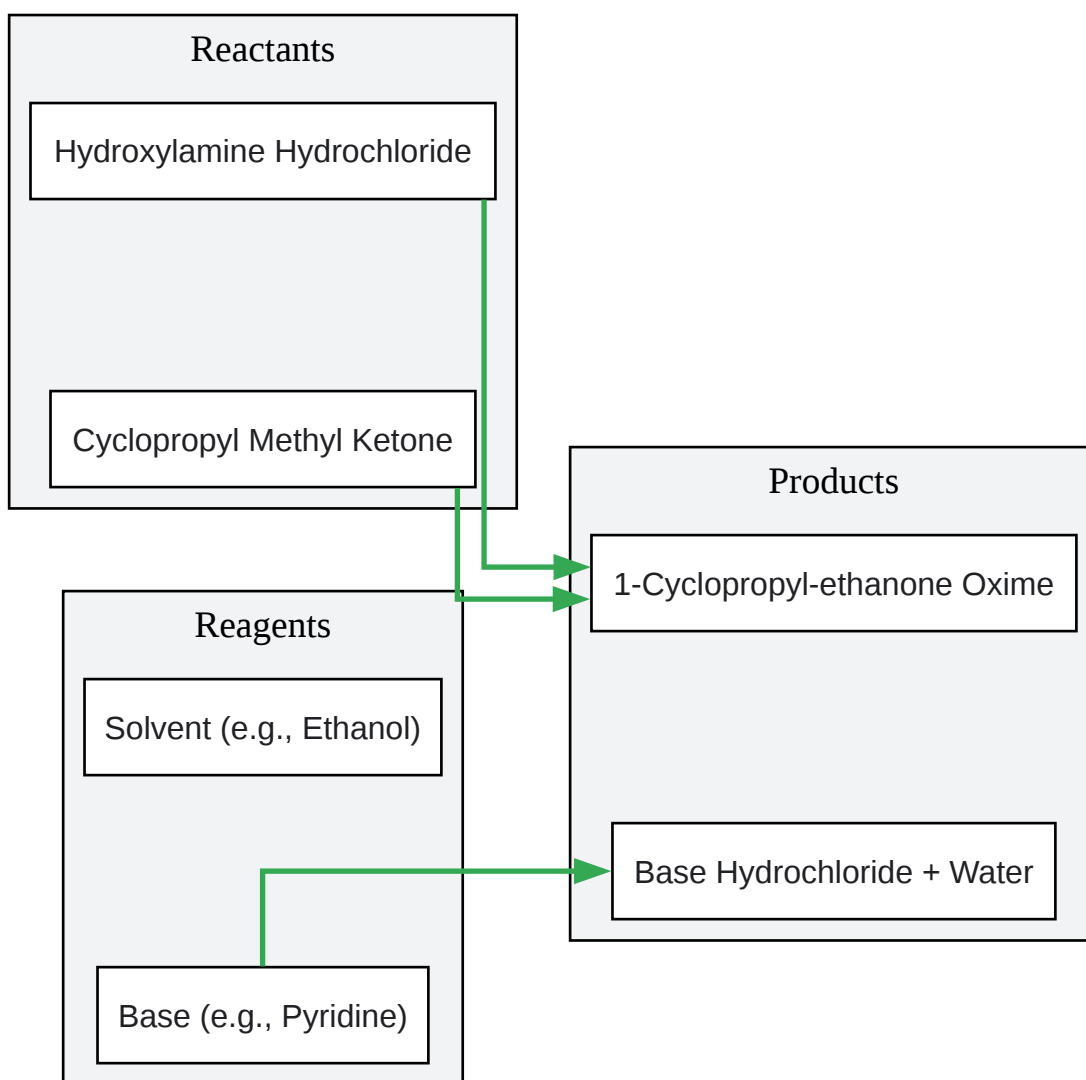 Reactants
Hydroxylamine Hydrochloride
Cyclopropyl Methyl Ketone
Products
1-Cyclopropyl-ethanone Oxime
Base Hydrochloride + Water
Reagents
Solvent (e.g., Ethanol)
Base (e.g., Pyridine)